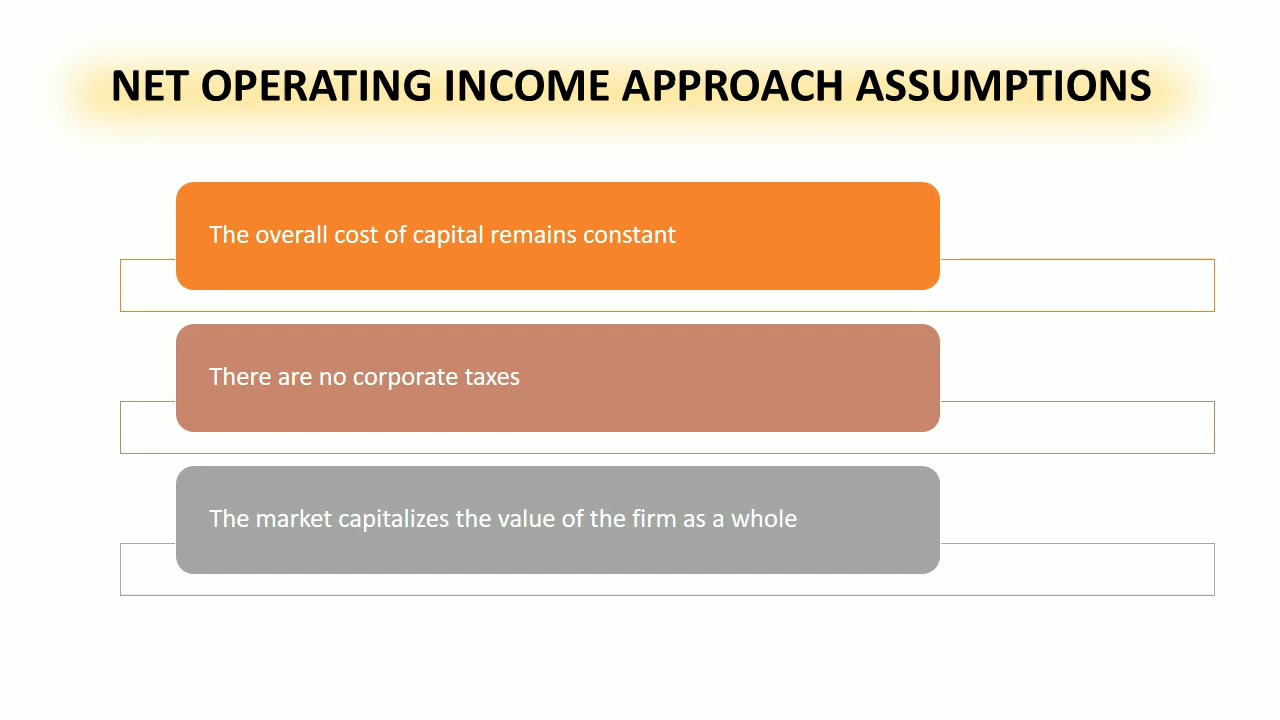 NET OPERATING INCOME APPROACH ASSUMPTIONS
The overall cost of capital remains constant
There are no corporate taxes
The market capitalizes the value of the firm as a whole